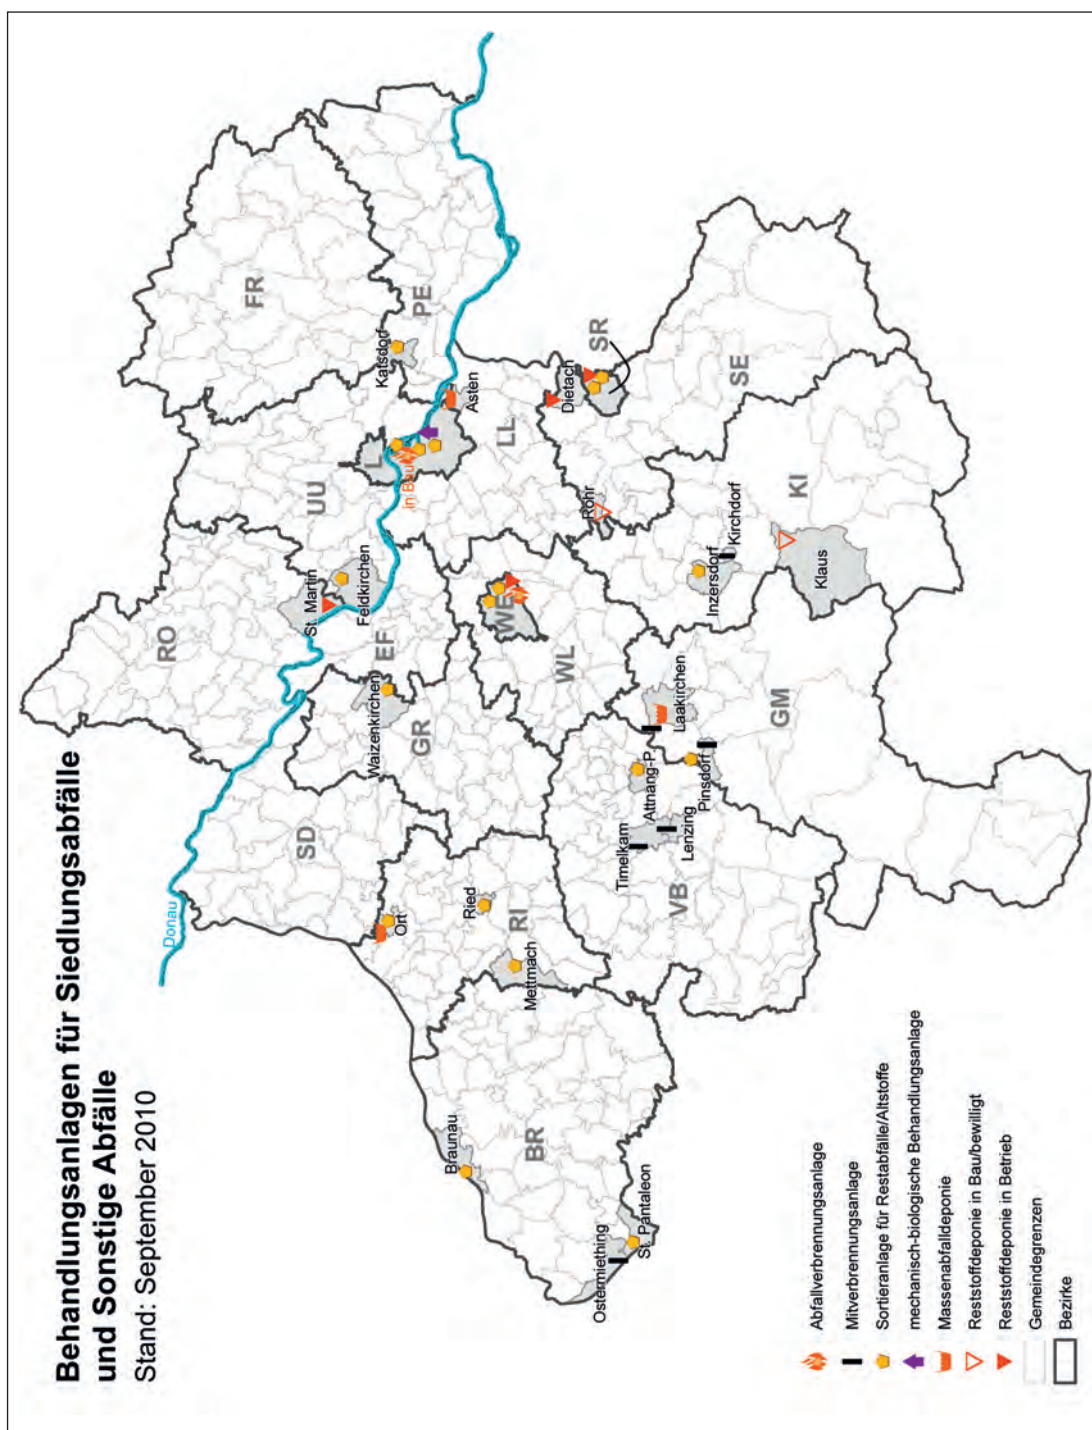 Behandlungsanlagen für Siedlungsabfälle
und Sonstige Abfälle
Stand: September 2010
Donau
RO
FR
UU
SD
PE
L
in Bau
EF
GR
LL
WE
WL
RI
BR
VB
GM
KI
SE
SR
St. Martin
Feldkirchen
Katsdorf
Asten
Waizenkirchen
Dietach
Rohr
Ort
Ried
Mettmach
Braunau
Ostermiething
St. Pantaleon
Timelkam
Lenzing
Attnang-P.
Pinsdorf
Laakirchen
Inzersdorf
Kirchdorf
Klaus
Abfallverbrennungsanlage
Mitverbrennungsanlage
Sortieranlage für Restabfälle/Altstoffe
mechanisch-biologische Behandlungsanlage
Massenabfalldeponie
Reststoffdeponie in Bau/bewilligt
Reststoffdeponie in Betrieb
Gemeindegrenzen
Bezirke